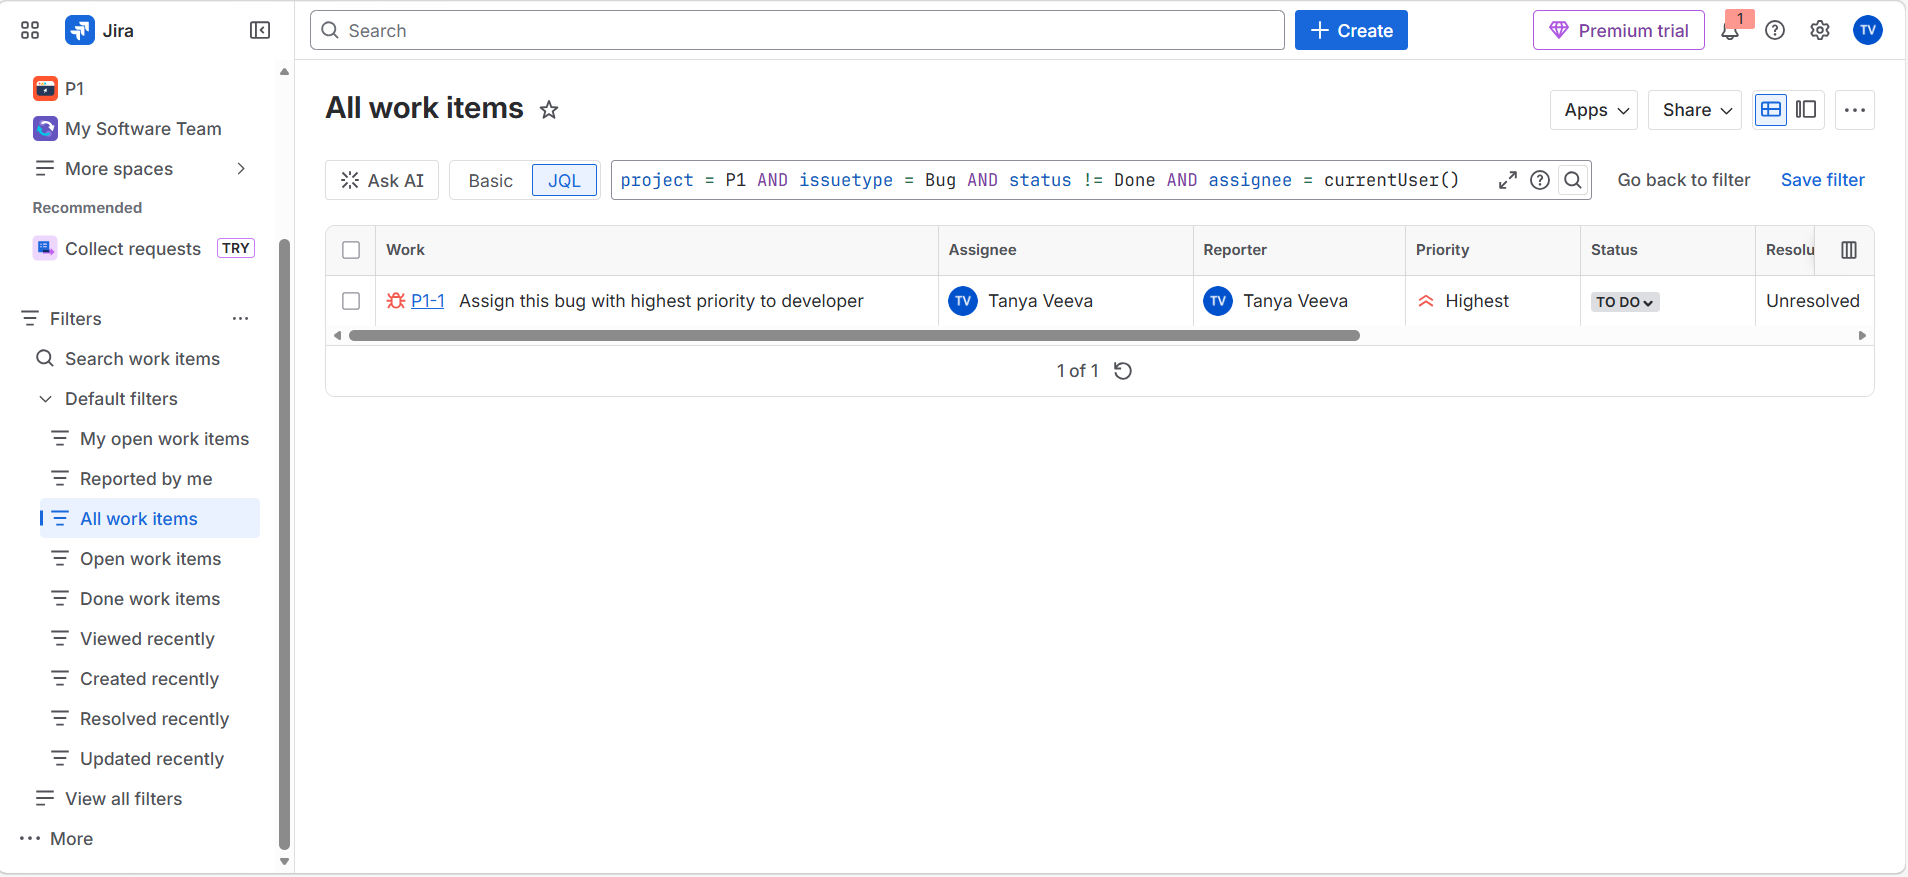 Jira
Search
Create
Premium trial
1
TV
P1
My Software Team
More spaces
Recommended
Collect requests TRY
Filters
Search work items
Default filters
My open work items
Reported by me
All work items
Open work items
Done work items
Viewed recently
Created recently
Resolved recently
Updated recently
View all filters
More
All work items
Apps
Share
Ask AI
Basic
JQL
project = P1 AND issuetype = Bug AND status != Done AND assignee = currentUser()
Go back to filter
Save filter
Work Assignee Reporter Priority Status Resolu
P1-1 Assign this bug with highest priority to developer TV Tanya Veeva TV Tanya Veeva Highest TO DO Unresolved
1 of 1